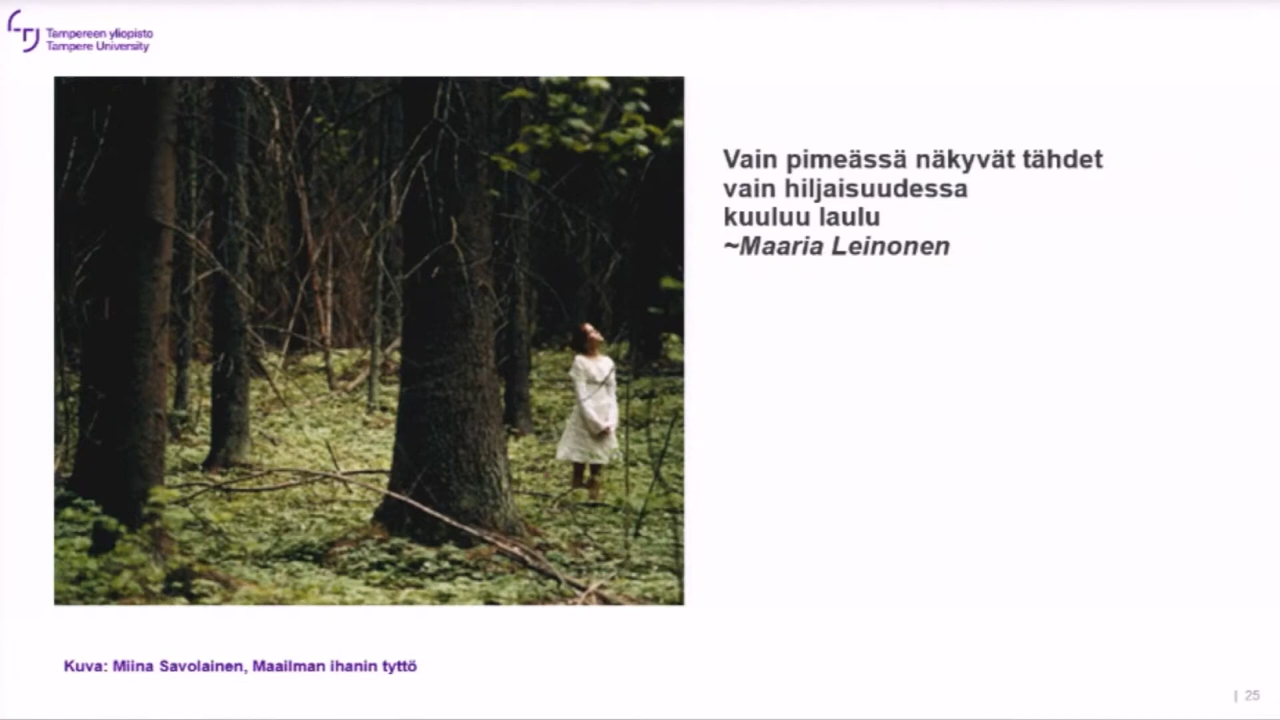 Tampereen yliopisto
Tampere University
Vain pimeässä näkyvät tähdet
vain hiljaisuudessa
kuuluu laulu
~Maaria Leinonen
Kuva: Miina Savolainen, Maailman ihanin tyttö
| 25